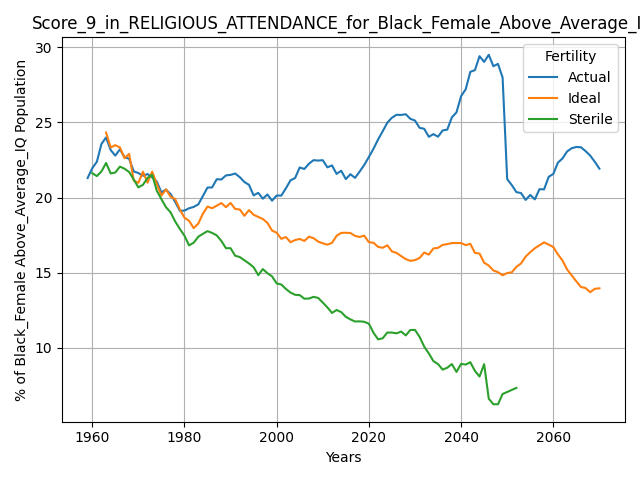 Score_9_in_RELIGIOUS_ATTENDANCE_for_Black_Female_Above_Average_I
% of Black_Female Above_Average_IQ Population
30
25
20
15
10
Fertility
Actual
Ideal
Sterile
1960 1980 2000 2020 2040 2060
Years